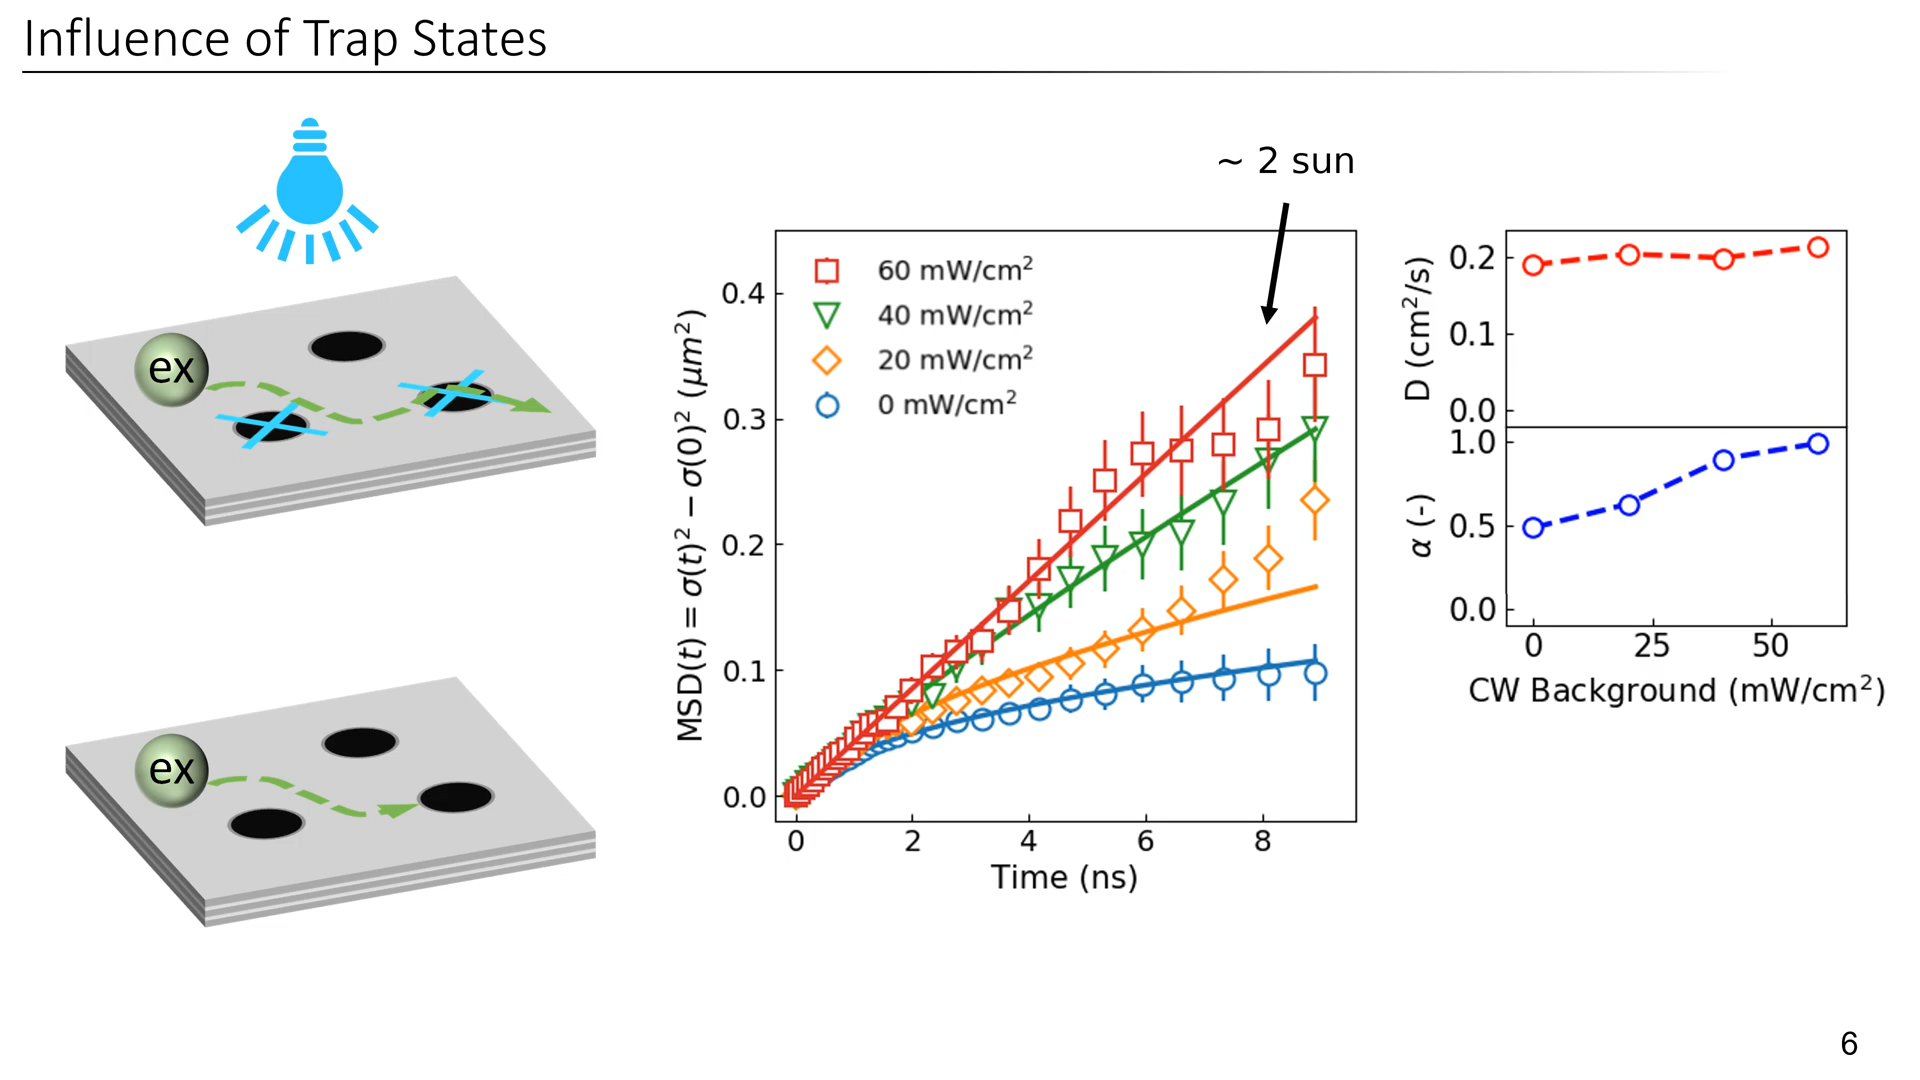 Influence of Trap States
ex
ex
~ 2 sun
MSD(t) = σ(t)² − σ(0)² (μm²)
0.4
0.3
0.2
0.1
0.0
60 mW/cm²
40 mW/cm²
20 mW/cm²
0 mW/cm²
0 2 4 6 8
Time (ns)
D (cm²/s)
0.2
0.1
0.0
α (-)
1.0
0.5
0.0
0 25 50
CW Background (mW/cm²)
6